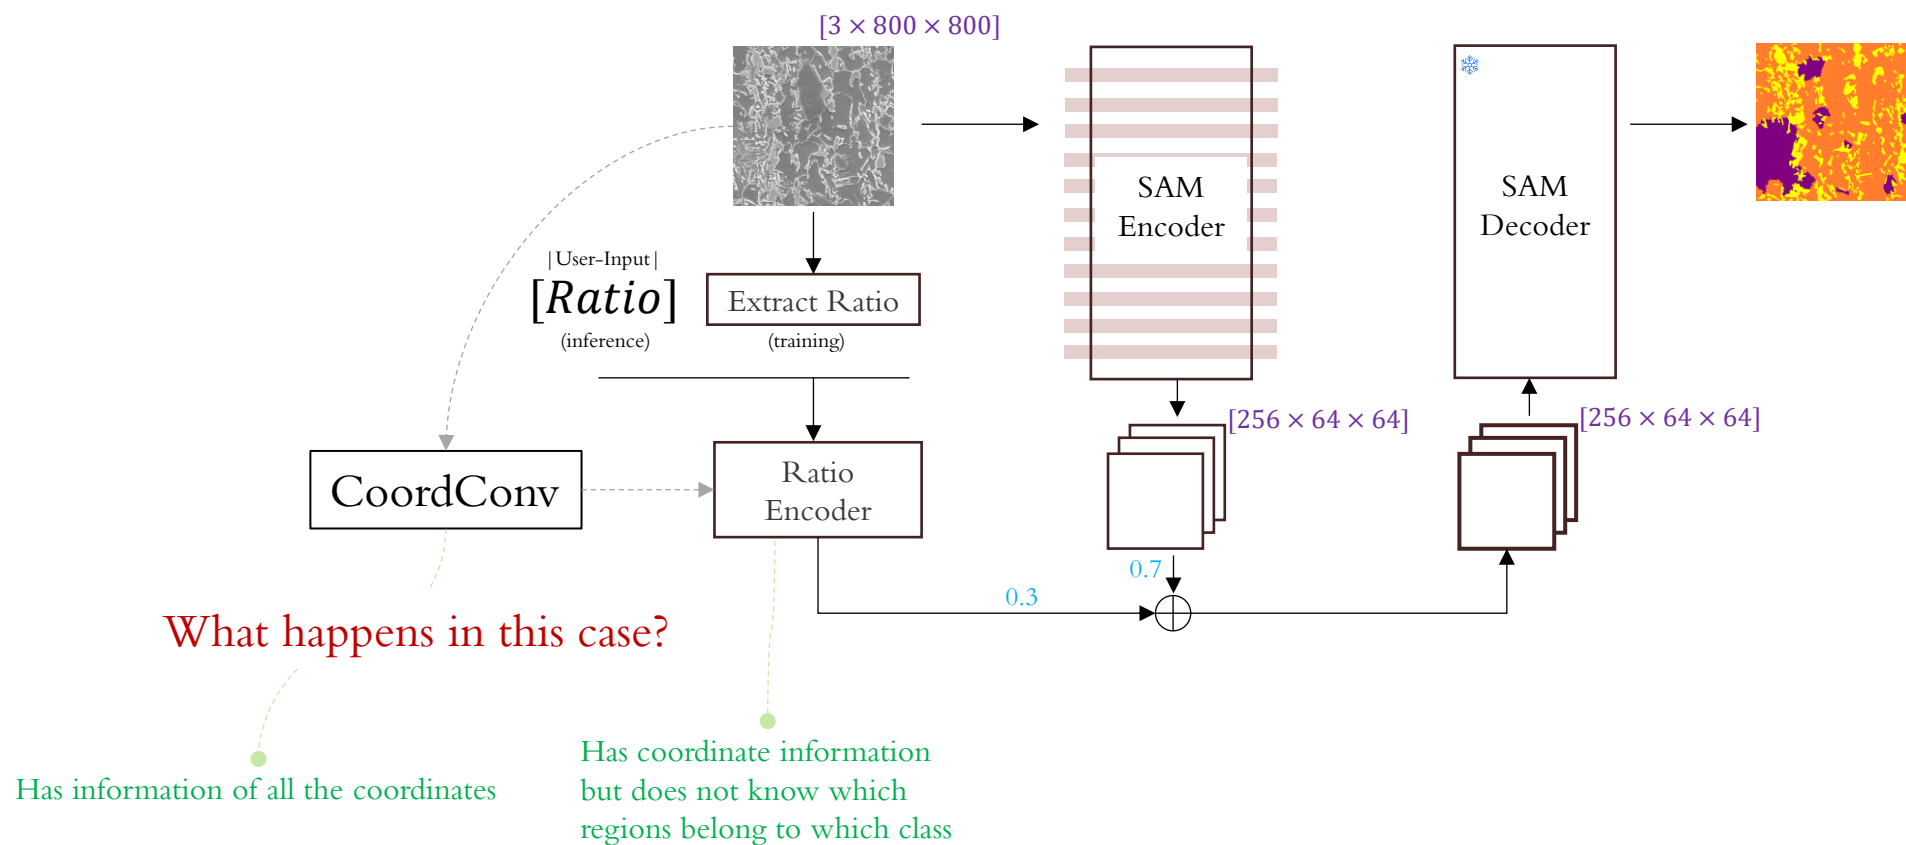 [3 × 800 × 800]
SAM
Encoder
SAM
Decoder
|User-Input|
[Ratio]
(inference)
Extract Ratio
(training)
[256 × 64 × 64]
[256 × 64 × 64]
CoordConv
Ratio
Encoder
0.7
0.3
What happens in this case?
Has information of all the coordinates
Has coordinate information
but does not know which
regions belong to which class